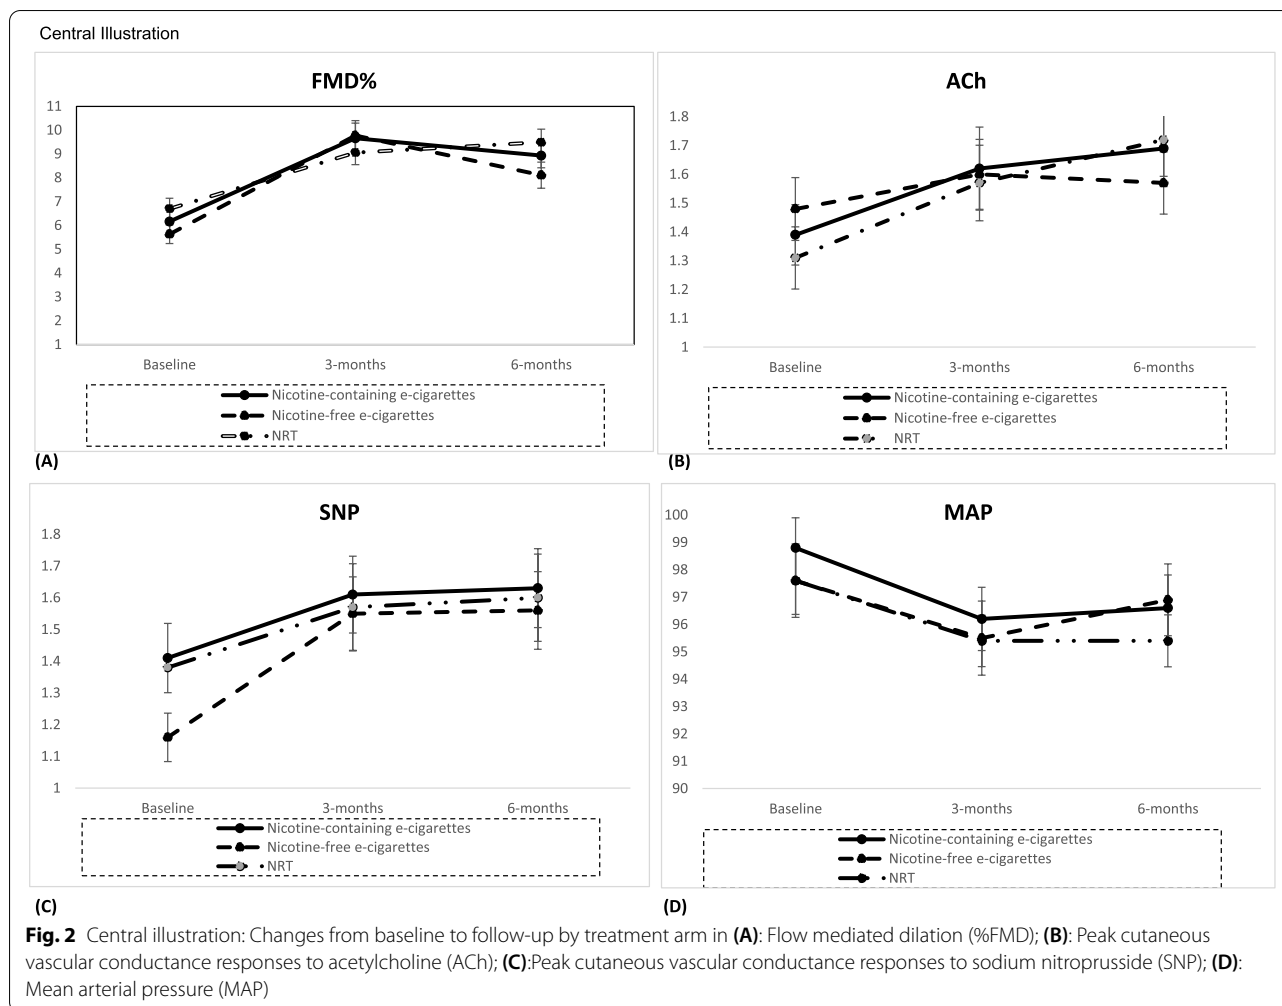 Central Illustration
FMD%
11
10
9
8
7
6
5
4
3
2
1
Baseline 3-months 6-months
Nicotine-containing e-cigarettes
Nicotine-free e-cigarettes
NRT
(A)
ACh
1.8
1.7
1.6
1.5
1.4
1.3
1.2
1.1
1
Baseline 3-months 6-months
Nicotine-containing e-cigarettes
Nicotine-free e-cigarettes
NRT
(B)
SNP
1.8
1.7
1.6
1.5
1.4
1.3
1.2
1.1
1
Baseline 3-months 6-months
Nicotine-containing e-cigarettes
Nicotine-free e-cigarettes
NRT
(C)
MAP
100
99
98
97
96
95
94
93
92
91
90
Baseline 3-months 6-months
Nicotine-containing e-cigarettes
Nicotine-free e-cigarettes
NRT
(D)
Fig. 2 Central illustration: Changes from baseline to follow-up by treatment arm in (A): Flow mediated dilation (%FMD); (B): Peak cutaneous
vascular conductance responses to acetylcholine (ACh); (C):Peak cutaneous vascular conductance responses to sodium nitroprusside (SNP); (D):
Mean arterial pressure (MAP)